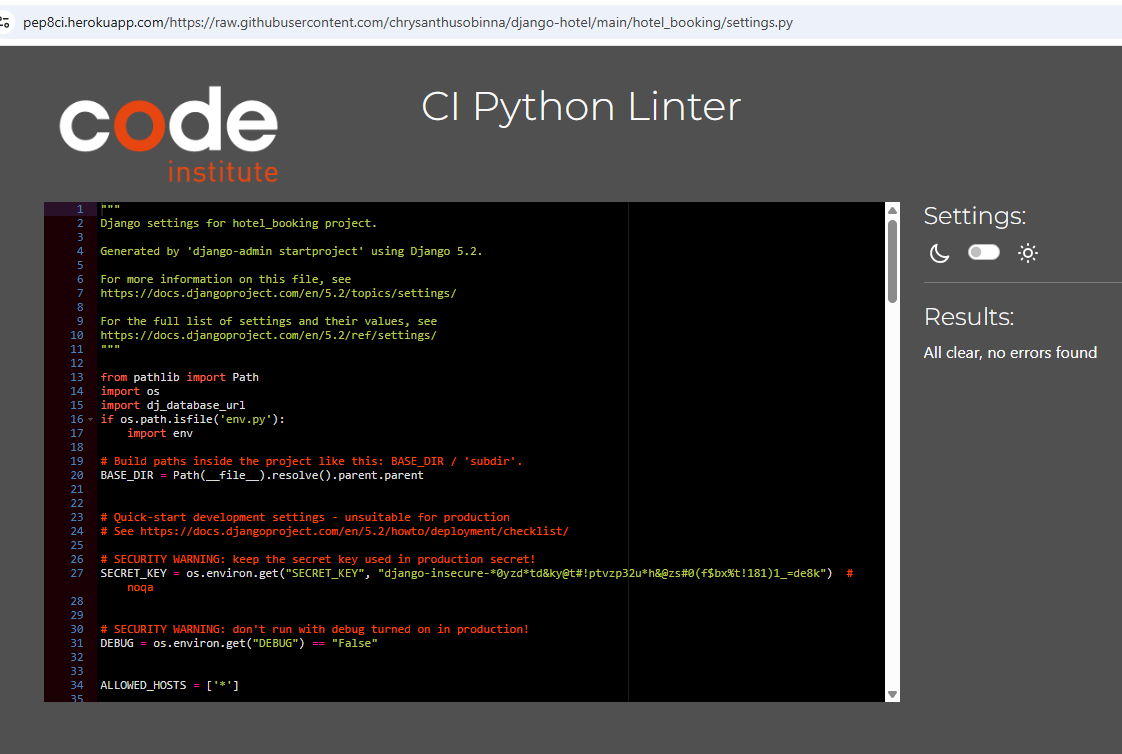 pep8ci.herokuapp.com/https://raw.githubusercontent.com/chrysanthusobinna/django-hotel/main/hotel_booking/settings.py
code
institute
CI Python Linter
1 """
2 Django settings for hotel_booking project.
3
4 Generated by 'django-admin startproject' using Django 5.2.
5
6 For more information on this file, see
7 https://docs.djangoproject.com/en/5.2/topics/settings/
8
9 For the full list of settings and their values, see
10 https://docs.djangoproject.com/en/5.2/ref/settings/
11 """
12
13 from pathlib import Path
14 import os
15 import dj_database_url
16 if os.path.isfile('env.py'):
17     import env
18
19 # Build paths inside the project like this: BASE_DIR / 'subdir'.
20 BASE_DIR = Path(__file__).resolve().parent.parent
21
22
23 # Quick-start development settings - unsuitable for production
24 # See https://docs.djangoproject.com/en/5.2/howto/deployment/checklist/
25
26 # SECURITY WARNING: keep the secret key used in production secret!
27 SECRET_KEY = os.environ.get("SECRET_KEY", "django-insecure-*0yzd*td&ky@t#!ptvzp32u*h&@zs#0(f$bx%t!181)1_=de8k")  #
noqa
28
29
30 # SECURITY WARNING: don't run with debug turned on in production!
31 DEBUG = os.environ.get("DEBUG") == "False"
32
33
34 ALLOWED_HOSTS = ['*']
35
Settings:
Results:
All clear, no errors found